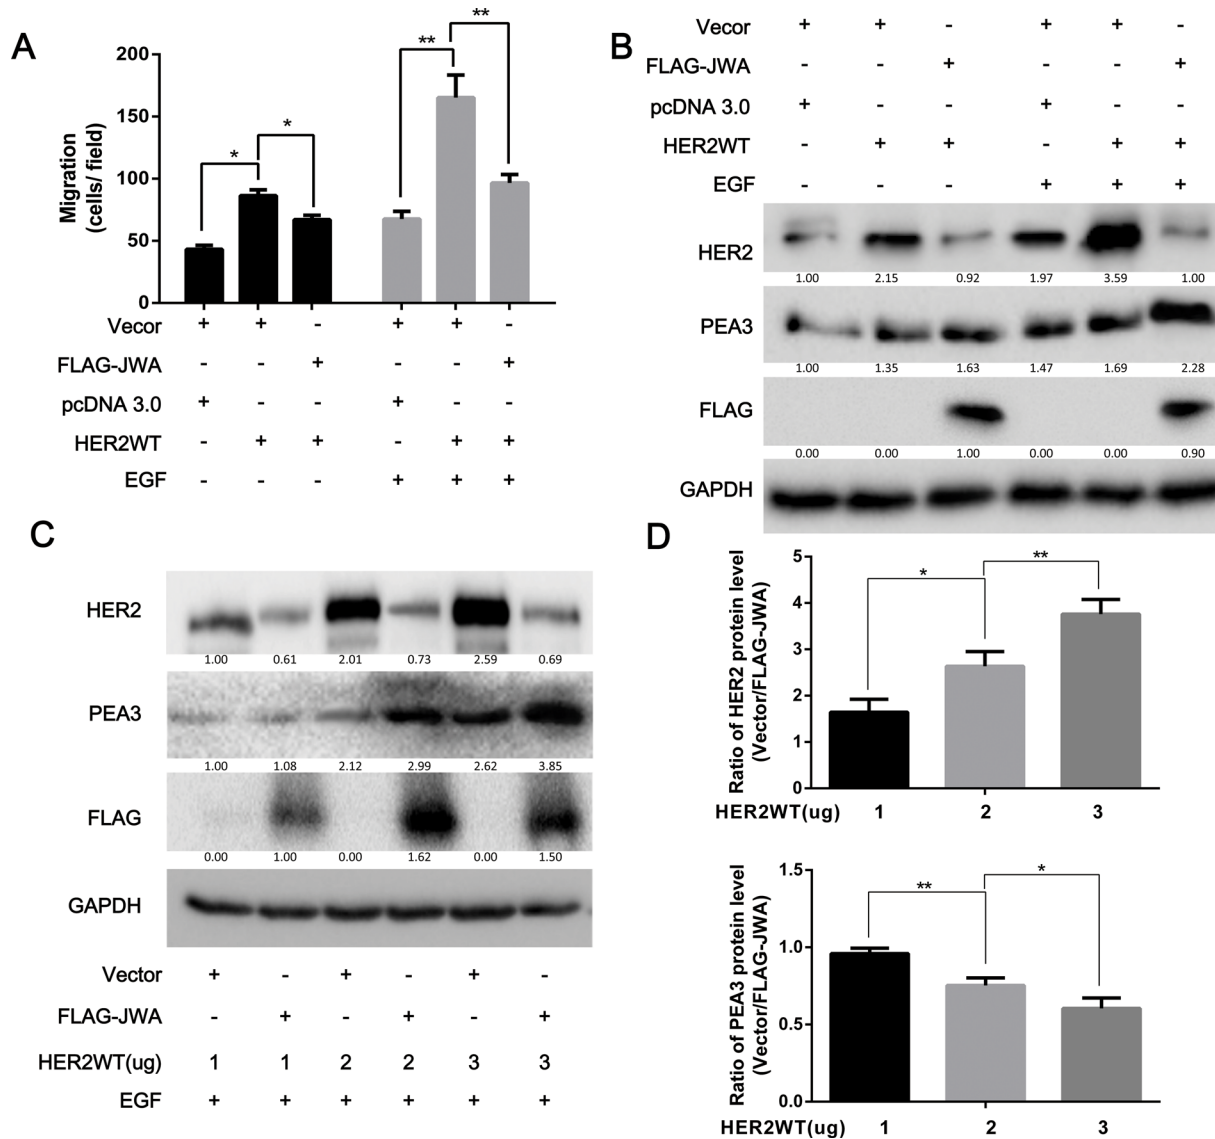 A
Migration
(cells/ field)
200
150
100
50
0
*
*
**
**
Vecor + + - + + -
FLAG-JWA - - + - - +
pcDNA 3.0 + - - + - -
HER2WT - + + - + +
EGF - - - + + +
B
Vecor + + - + + -
FLAG-JWA - - + - - +
pcDNA 3.0 + - - + - -
HER2WT - + + - + +
EGF - - - + + +
HER2
1.00 2.15 0.92 1.97 3.59 1.00
PEA3
1.00 1.35 1.63 1.47 1.69 2.28
FLAG
0.00 0.00 1.00 0.00 0.00 0.90
GAPDH
C
HER2
1.00 0.61 2.01 0.73 2.59 0.69
PEA3
1.00 1.08 2.12 2.99 2.62 3.85
FLAG
0.00 1.00 0.00 1.62 0.00 1.50
GAPDH
Vector + - + - + -
FLAG-JWA - + - + - +
HER2WT(ug) 1 1 2 2 3 3
EGF + + + + + +
D
Ratio of HER2 protein level
(Vector/FLAG-JWA)
5
4
3
2
1
0
*
**
HER2WT(ug) 1 2 3
Ratio of PEA3 protein level
(Vector/FLAG-JWA)
1.5
1.0
0.5
0.0
**
*
HER2WT(ug) 1 2 3